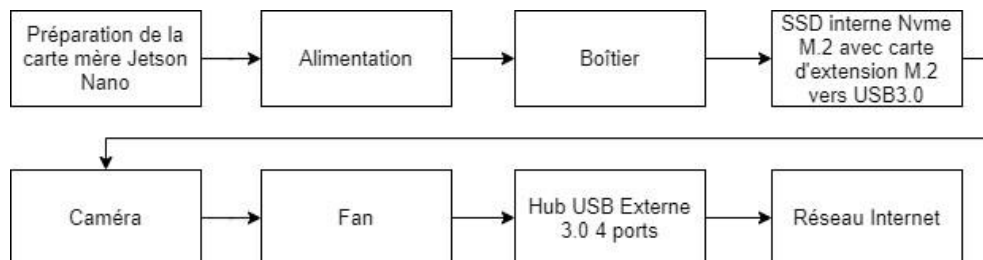 Préparation de la
carte mère Jetson
Nano
Alimentation
Boîtier
SSD interne Nvme
M.2 avec carte
d'extension M.2
vers USB3.0
Caméra
Fan
Hub USB Externe
3.0 4 ports
Réseau Internet